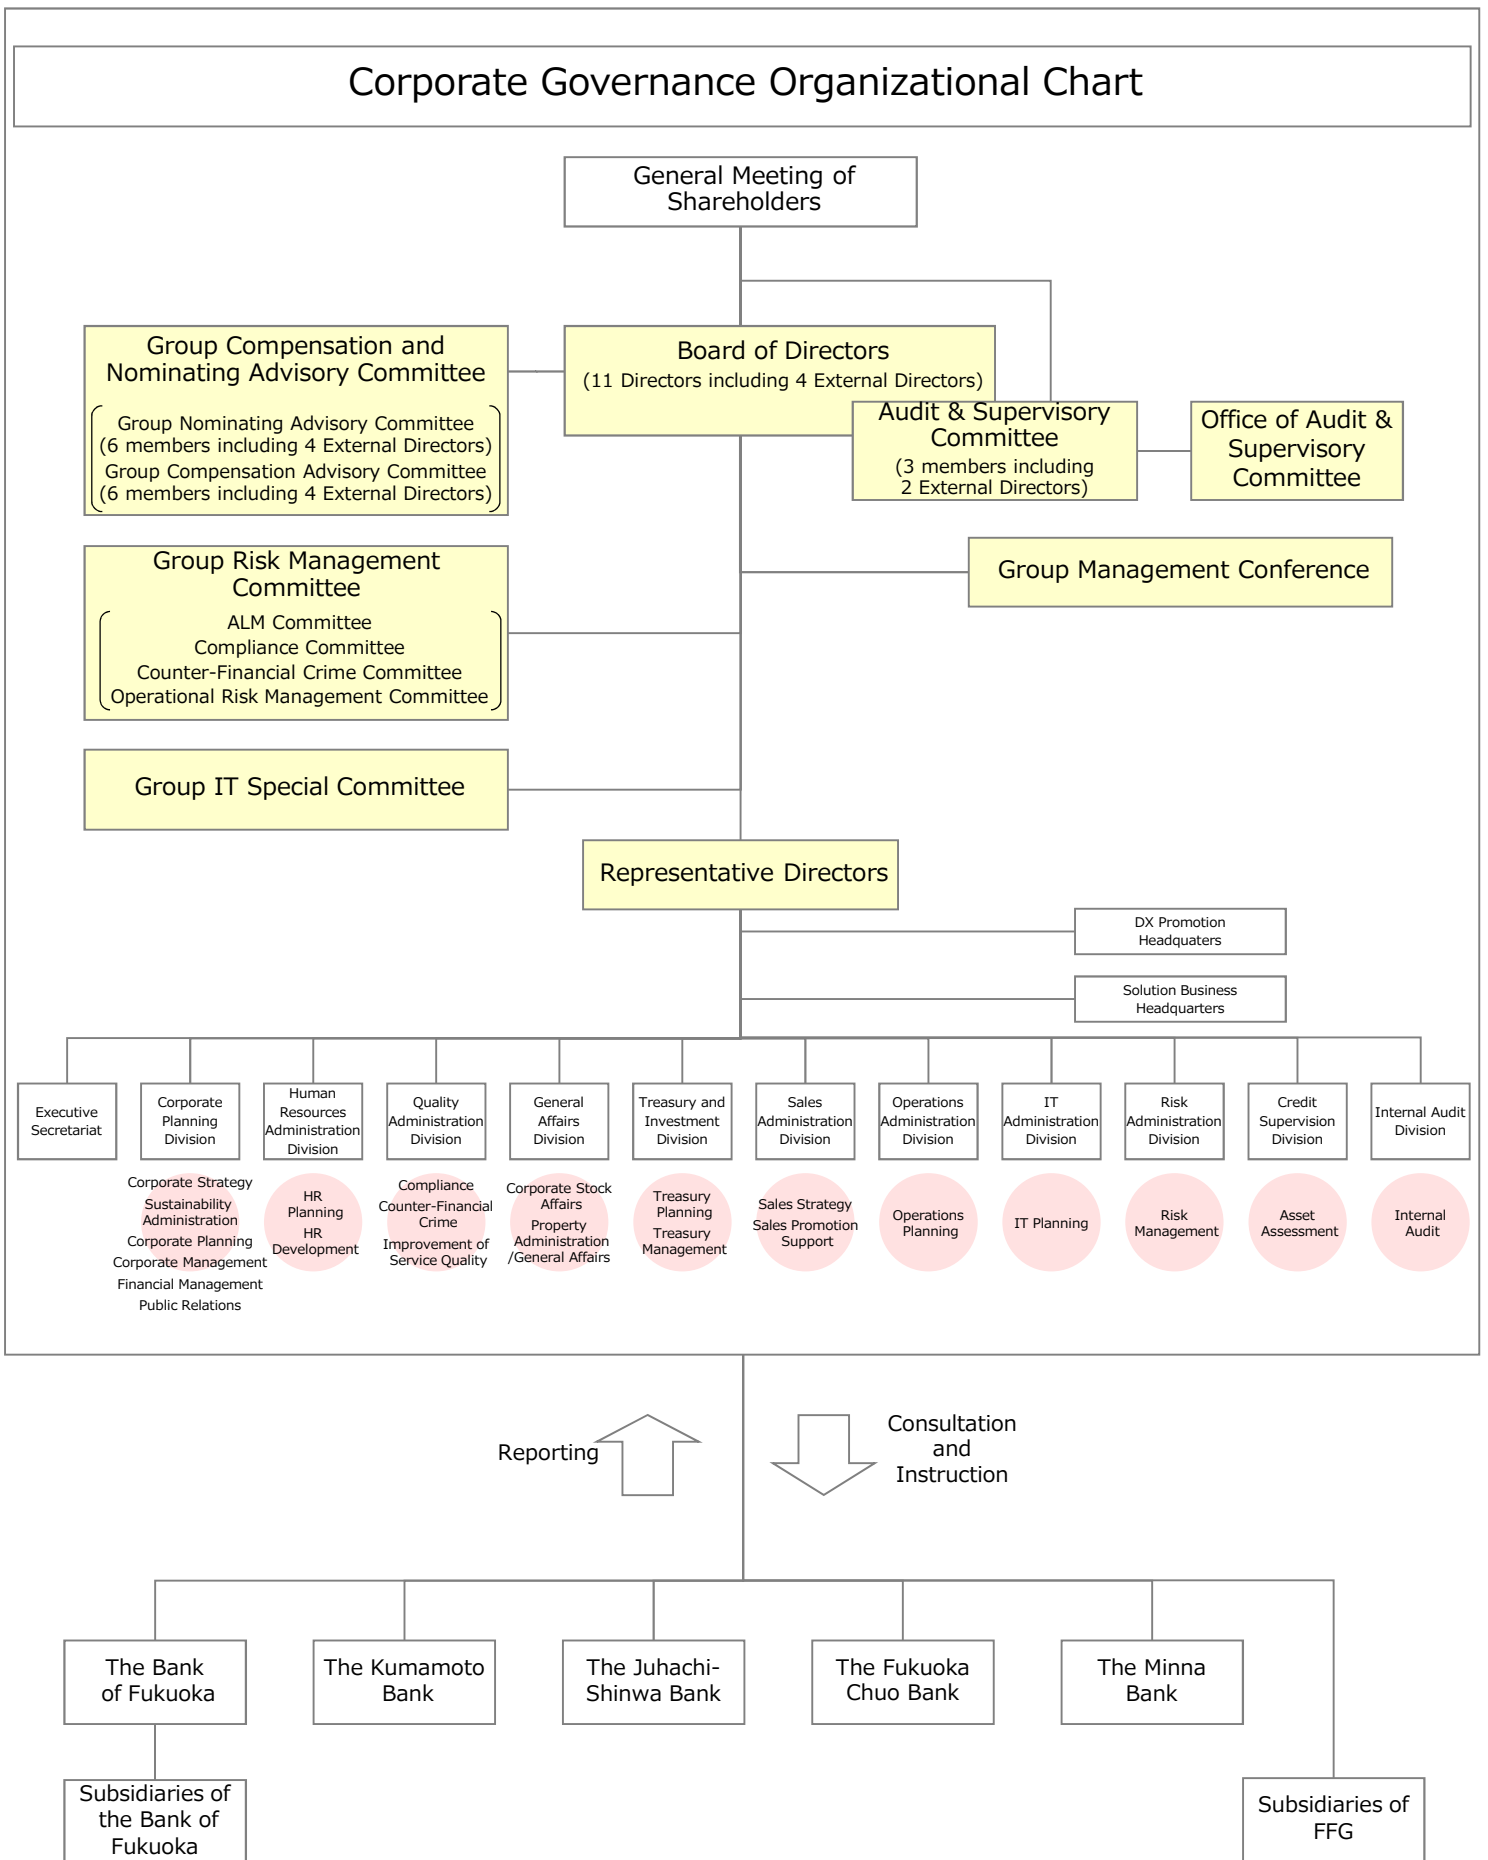 Corporate Governance Organizational Chart
General Meeting of
Shareholders
Group Compensation and
Nominating Advisory Committee
Group Nominating Advisory Committee
(6 members including 4 External Directors)
Group Compensation Advisory Committee
(6 members including 4 External Directors)
Board of Directors
(11 Directors including 4 External Directors)
Audit & Supervisory
Committee
(3 members including
2 External Directors)
Office of Audit &
Supervisory
Committee
Group Risk Management
Committee
ALM Committee
Compliance Committee
Counter-Financial Crime Committee
Operational Risk Management Committee
Group Management Conference
Group IT Special Committee
Representative Directors
DX Promotion
Headquaters
Solution Business
Headquarters
Executive
Secretariat
Corporate
Planning
Division
Human
Resources
Administration
Division
Quality
Administration
Division
General
Affairs
Division
Treasury and
Investment
Division
Sales
Administration
Division
Operations
Administration
Division
IT
Administration
Division
Risk
Administration
Division
Credit
Supervision
Division
Internal Audit
Division
Corporate Strategy
Sustainability
Administration
Corporate Planning
Corporate Management
Financial Management
Public Relations
HR
Planning
HR
Development
Compliance
Counter-Financial
Crime
Improvement of
Service Quality
Corporate Stock
Affairs
Property
Administration
/General Affairs
Treasury
Planning
Treasury
Management
Sales Strategy
Sales Promotion
Support
Operations
Planning
IT Planning
Risk
Management
Asset
Assessment
Internal
Audit
Reporting
Consultation
and
Instruction
The Bank
of Fukuoka
The Kumamoto
Bank
The Juhachi-
Shinwa Bank
The Fukuoka
Chuo Bank
The Minna
Bank
Subsidiaries of
the Bank of
Fukuoka
Subsidiaries of
FFG